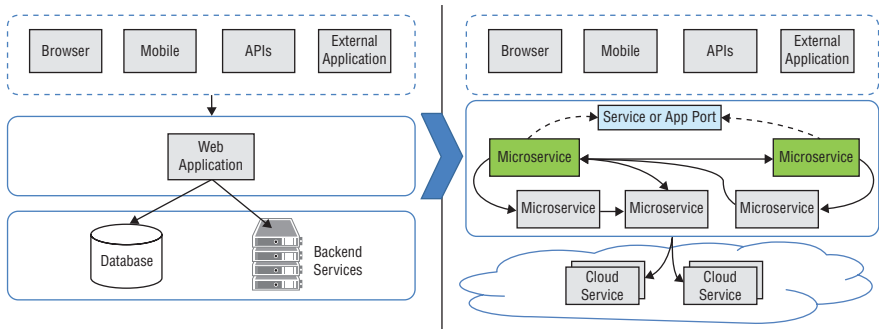 Browser
Mobile
APIs
External
Application
Web
Application
Database
Backend
Services
Browser
Mobile
APIs
External
Application
Service or App Port
Microservice
Microservice
Microservice
Microservice
Microservice
Cloud
Service
Cloud
Service